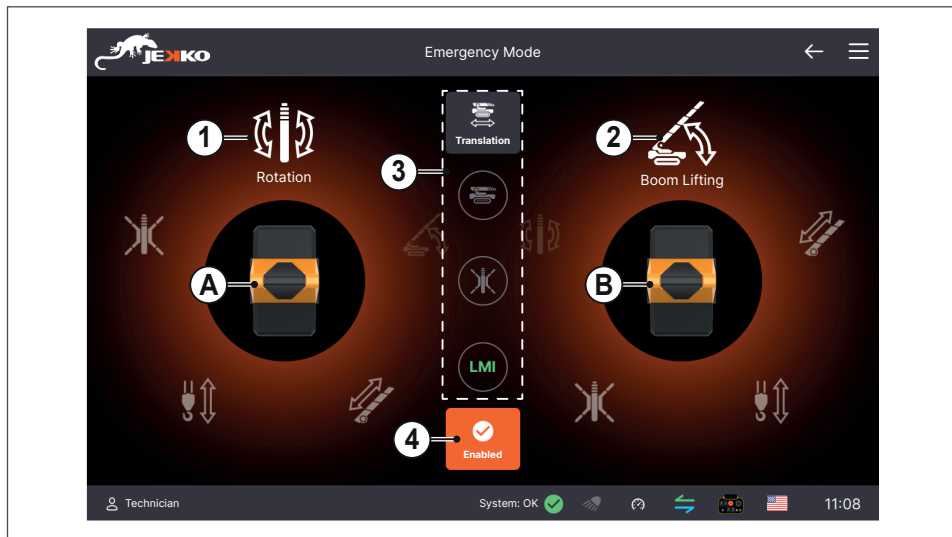 JEKKO
Emergency Mode
1
Rotation
3
Translation
2
Boom Lifting
A
B
LMI
4
Enabled
Technician
System: OK
11:08